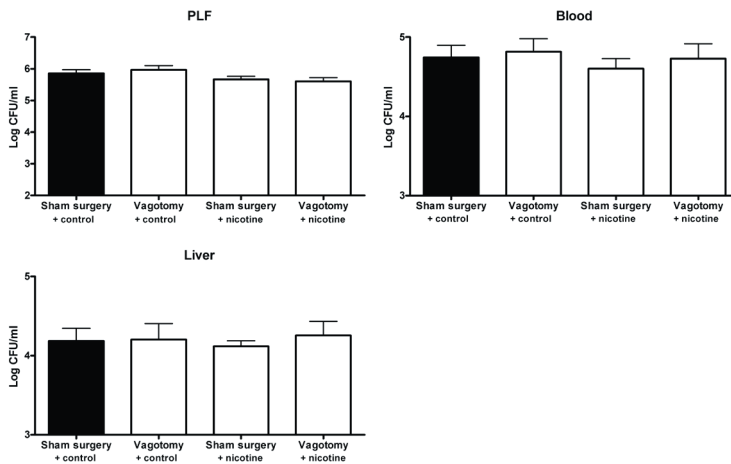 PLF
7
6
5
4
3
2
Log CFU/ml
Sham surgery Vagotomy Sham surgery Vagotomy
+ control + control + nicotine + nicotine
Blood
5
4
3
Log CFU/ml
Sham surgery Vagotomy Sham surgery Vagotomy
+ control + control + nicotine + nicotine
Liver
5
4
3
Log CFU/ml
Sham surgery Vagotomy Sham surgery Vagotomy
+ control + control + nicotine + nicotine